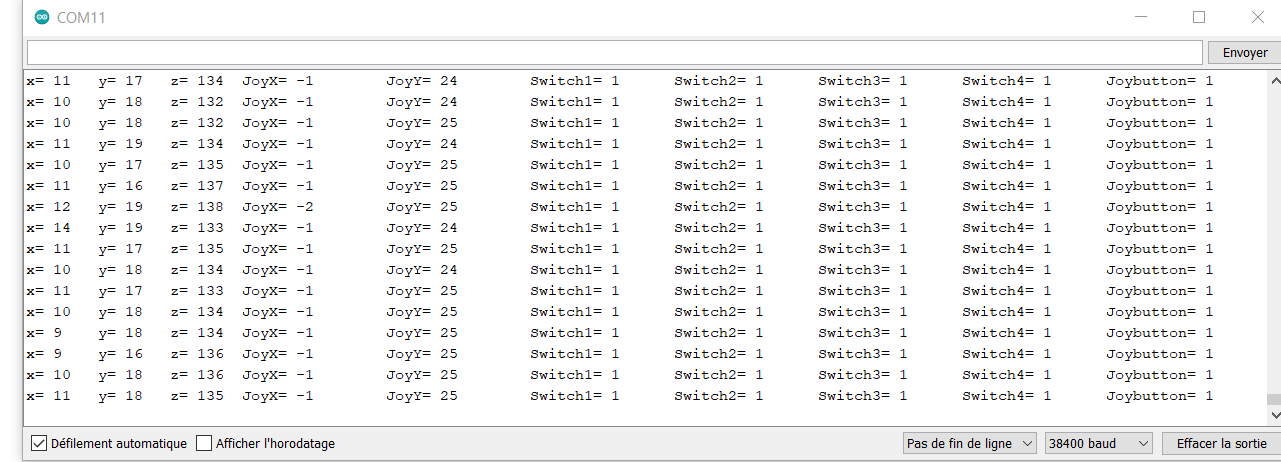 COM11
Envoyer
x= 11 y= 17 z= 134 JoyX= -1 JoyY= 24 Switch1= 1 Switch2= 1 Switch3= 1 Switch4= 1 Joybutton= 1
x= 10 y= 18 z= 132 JoyX= -1 JoyY= 24 Switch1= 1 Switch2= 1 Switch3= 1 Switch4= 1 Joybutton= 1
x= 10 y= 18 z= 132 JoyX= -1 JoyY= 25 Switch1= 1 Switch2= 1 Switch3= 1 Switch4= 1 Joybutton= 1
x= 11 y= 19 z= 134 JoyX= -1 JoyY= 24 Switch1= 1 Switch2= 1 Switch3= 1 Switch4= 1 Joybutton= 1
x= 10 y= 17 z= 135 JoyX= -1 JoyY= 25 Switch1= 1 Switch2= 1 Switch3= 1 Switch4= 1 Joybutton= 1
x= 11 y= 16 z= 137 JoyX= -1 JoyY= 25 Switch1= 1 Switch2= 1 Switch3= 1 Switch4= 1 Joybutton= 1
x= 12 y= 19 z= 138 JoyX= -2 JoyY= 25 Switch1= 1 Switch2= 1 Switch3= 1 Switch4= 1 Joybutton= 1
x= 14 y= 19 z= 133 JoyX= -1 JoyY= 24 Switch1= 1 Switch2= 1 Switch3= 1 Switch4= 1 Joybutton= 1
x= 11 y= 17 z= 135 JoyX= -1 JoyY= 25 Switch1= 1 Switch2= 1 Switch3= 1 Switch4= 1 Joybutton= 1
x= 10 y= 18 z= 134 JoyX= -1 JoyY= 24 Switch1= 1 Switch2= 1 Switch3= 1 Switch4= 1 Joybutton= 1
x= 11 y= 17 z= 133 JoyX= -1 JoyY= 25 Switch1= 1 Switch2= 1 Switch3= 1 Switch4= 1 Joybutton= 1
x= 10 y= 18 z= 134 JoyX= -1 JoyY= 25 Switch1= 1 Switch2= 1 Switch3= 1 Switch4= 1 Joybutton= 1
x= 9 y= 18 z= 134 JoyX= -1 JoyY= 25 Switch1= 1 Switch2= 1 Switch3= 1 Switch4= 1 Joybutton= 1
x= 9 y= 16 z= 136 JoyX= -1 JoyY= 25 Switch1= 1 Switch2= 1 Switch3= 1 Switch4= 1 Joybutton= 1
x= 10 y= 18 z= 136 JoyX= -1 JoyY= 25 Switch1= 1 Switch2= 1 Switch3= 1 Switch4= 1 Joybutton= 1
x= 11 y= 18 z= 135 JoyX= -1 JoyY= 25 Switch1= 1 Switch2= 1 Switch3= 1 Switch4= 1 Joybutton= 1
Défilement automatique Afficher l'horodatage Pas de fin de ligne 38400 baud Effacer la sortie